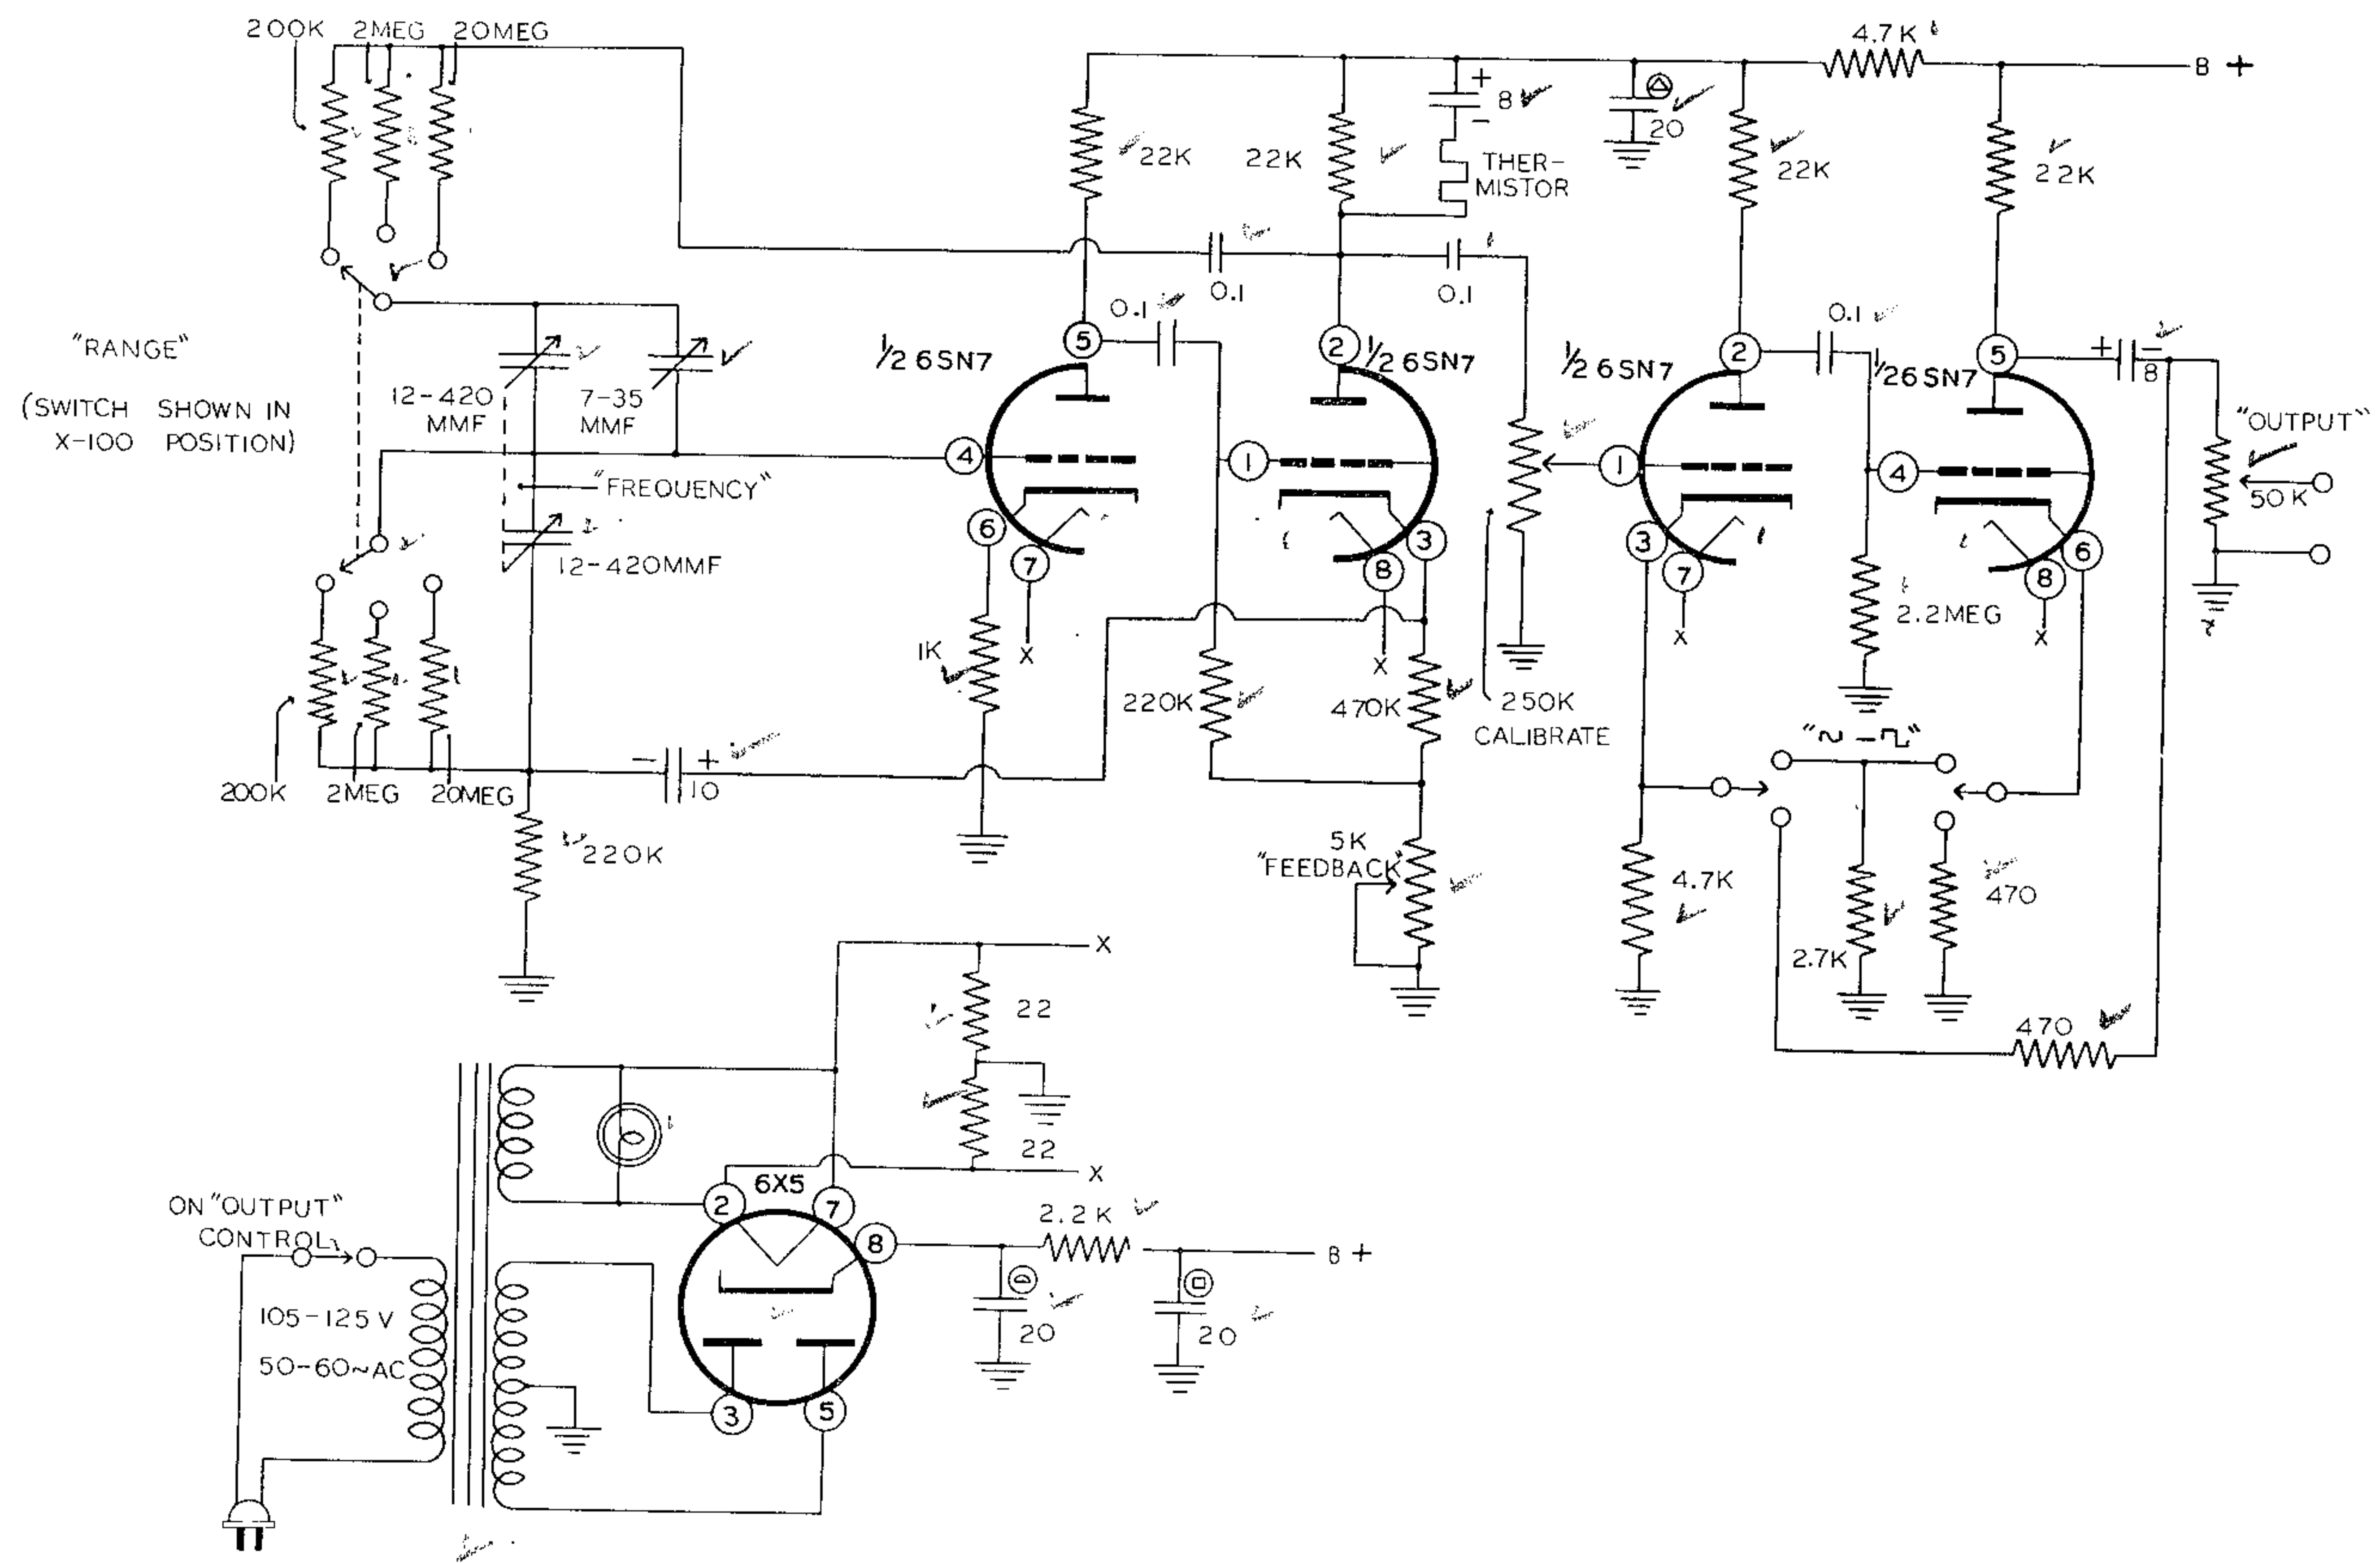 200K 2MEG 20MEG
4.7K
B +
+
8
-
20
22K
22K
THER-
MISTOR
22K
22K
0.1
0.1
"RANGE"
(SWITCH SHOWN IN
X-100 POSITION)
12-420
MMF
7-35
MMF
"FREQUENCY"
12-420MMF
0.1
5
1/2 6SN7
4
6
7
X
1K
2
1/2 6SN7
1
3
8
X
220K
470K
250K
CALIBRATE
1/2 6SN7
2
1
3
7
X
0.1
1/2 6SN7
5
4
6
8
X
2.2MEG
+ -
8
"OUTPUT"
50K
200K 2MEG 20MEG
- +
10
220K
5K
"FEEDBACK"
"~ - ⎍"
4.7K
2.7K
470
470
X
22
22
X
6X5
2
7
8
3
5
2.2K
B +
20
20
ON "OUTPUT"
CONTROL
105-125V
50-60~AC